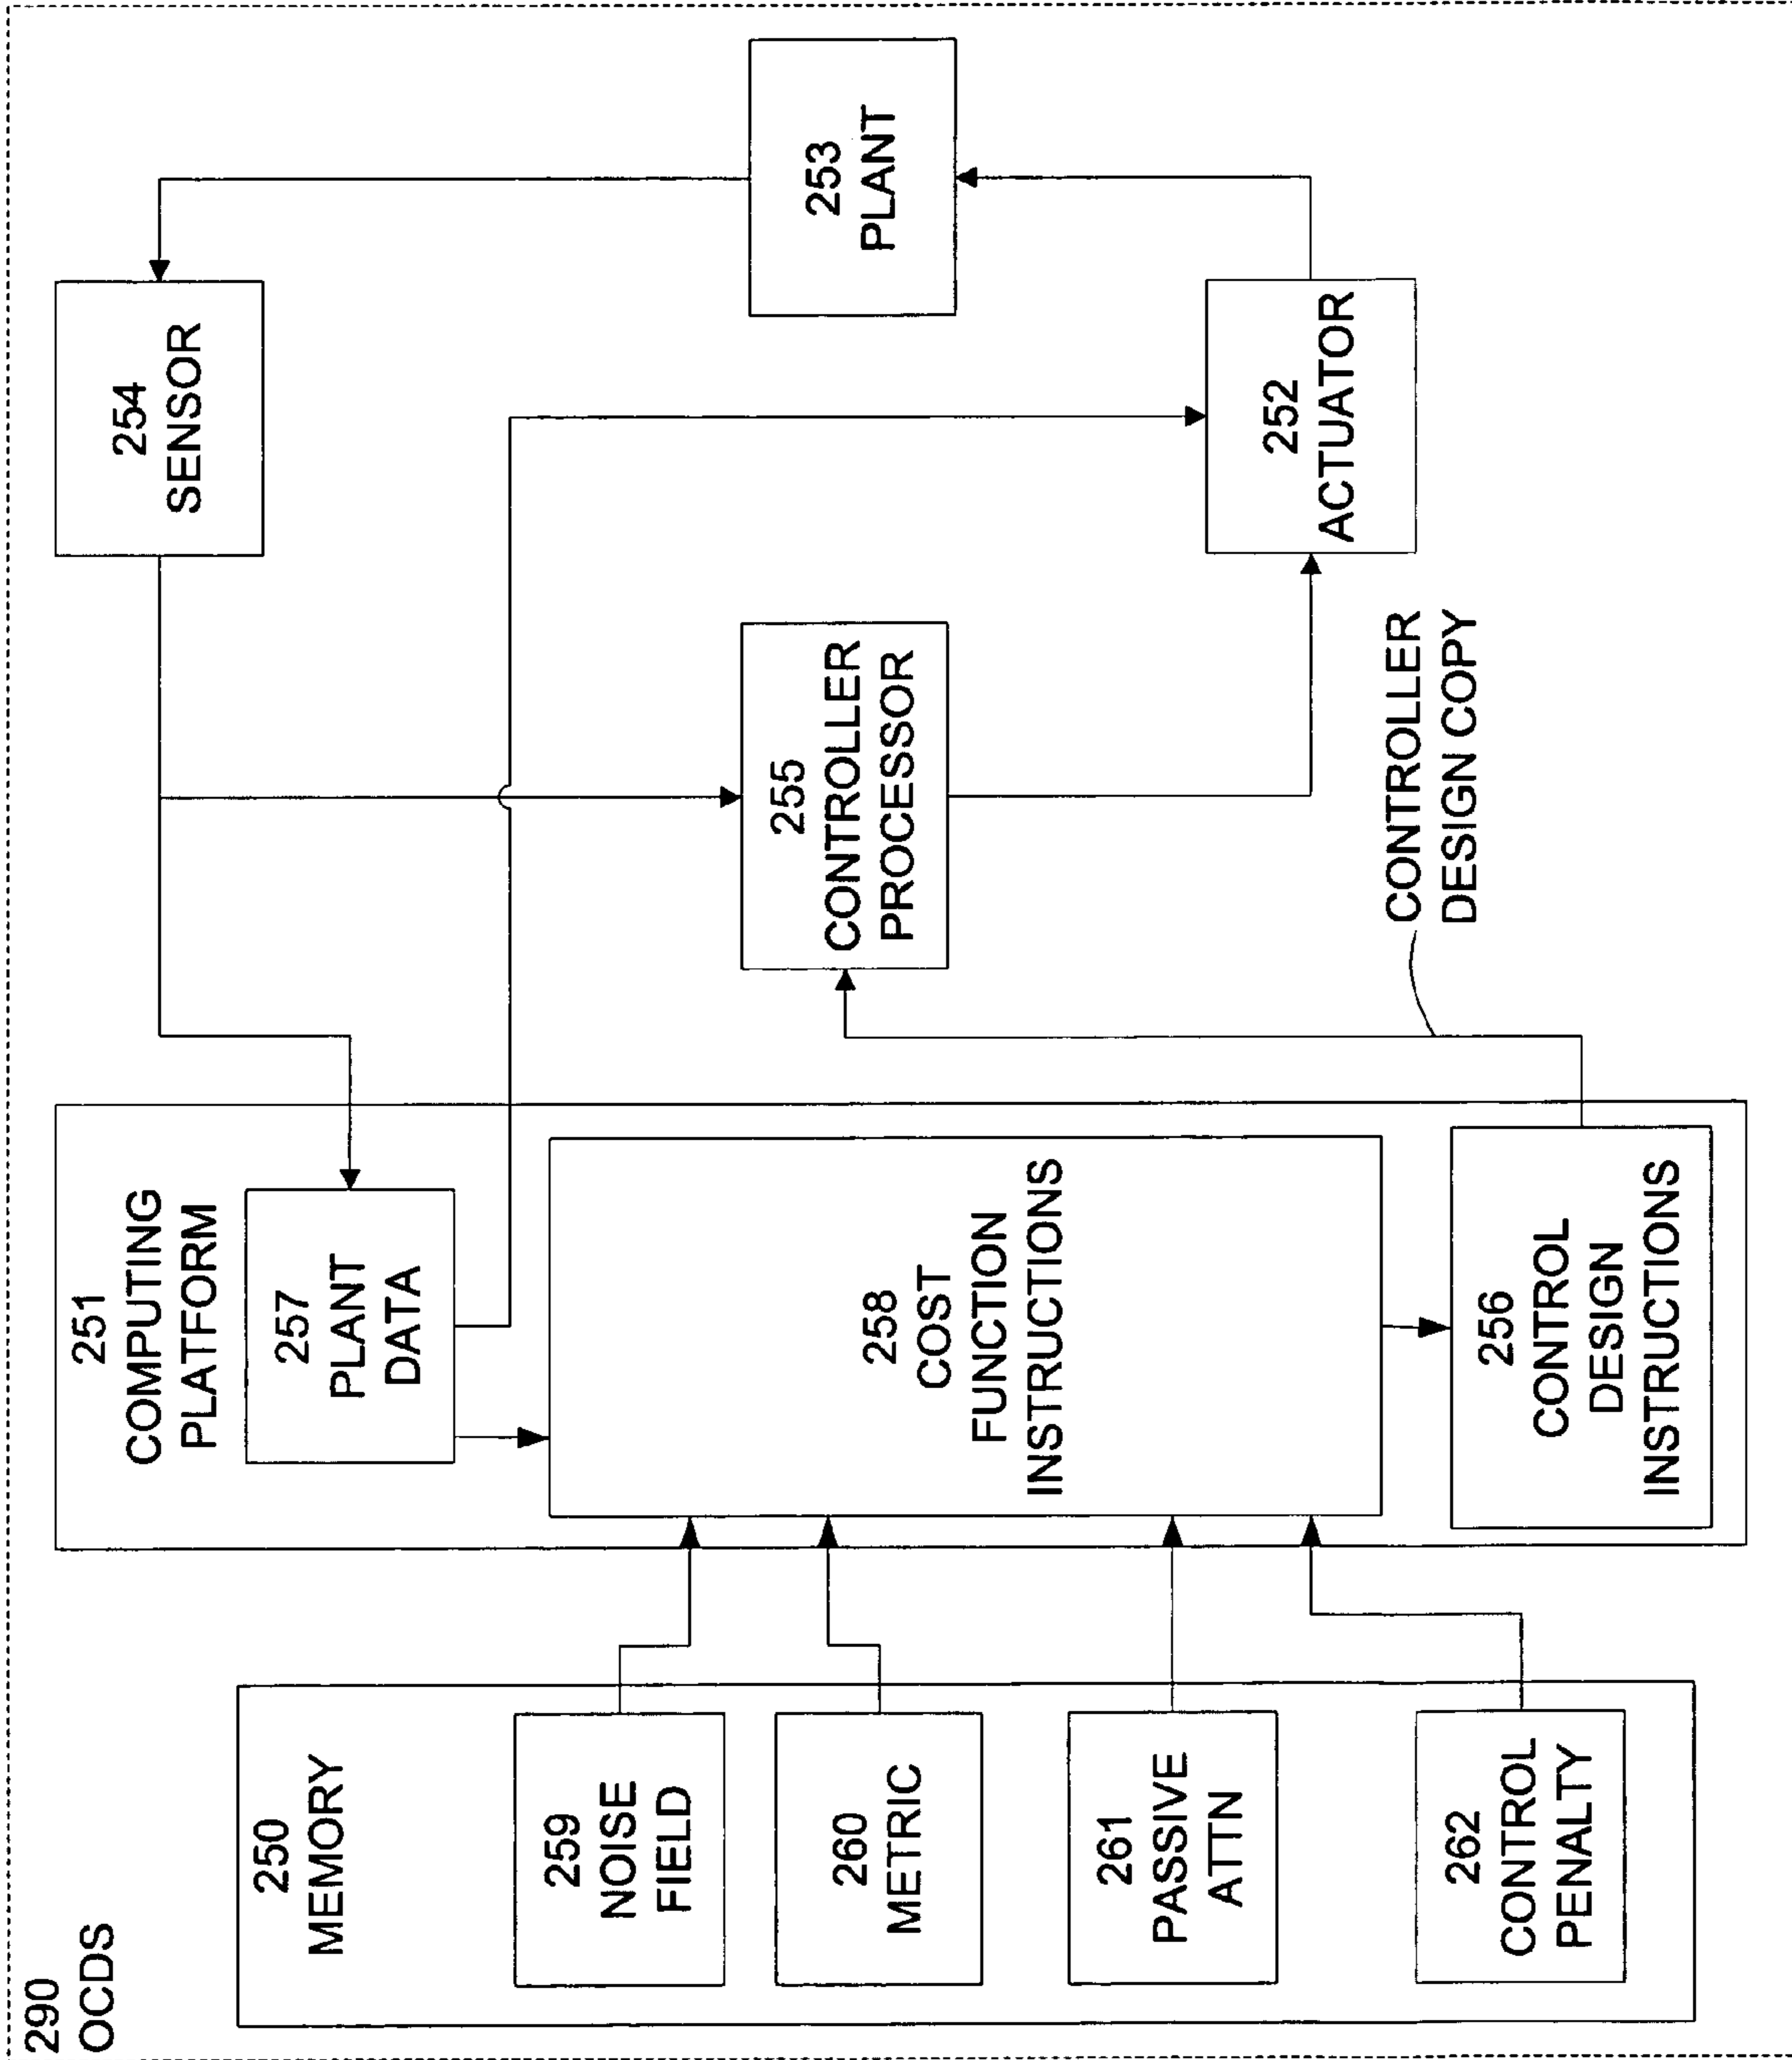 290
OCDS
250
MEMORY
259
NOISE
FIELD
260
METRIC
261
PASSIVE
ATTN
262
CONTROL
PENALTY
251
COMPUTING
PLATFORM
257
PLANT
DATA
258
COST
FUNCTION
INSTRUCTIONS
256
CONTROL
DESIGN
INSTRUCTIONS
254
SENSOR
255
CONTROLLER
PROCESSOR
253
PLANT
252
ACTUATOR
CONTROLLER
DESIGN COPY